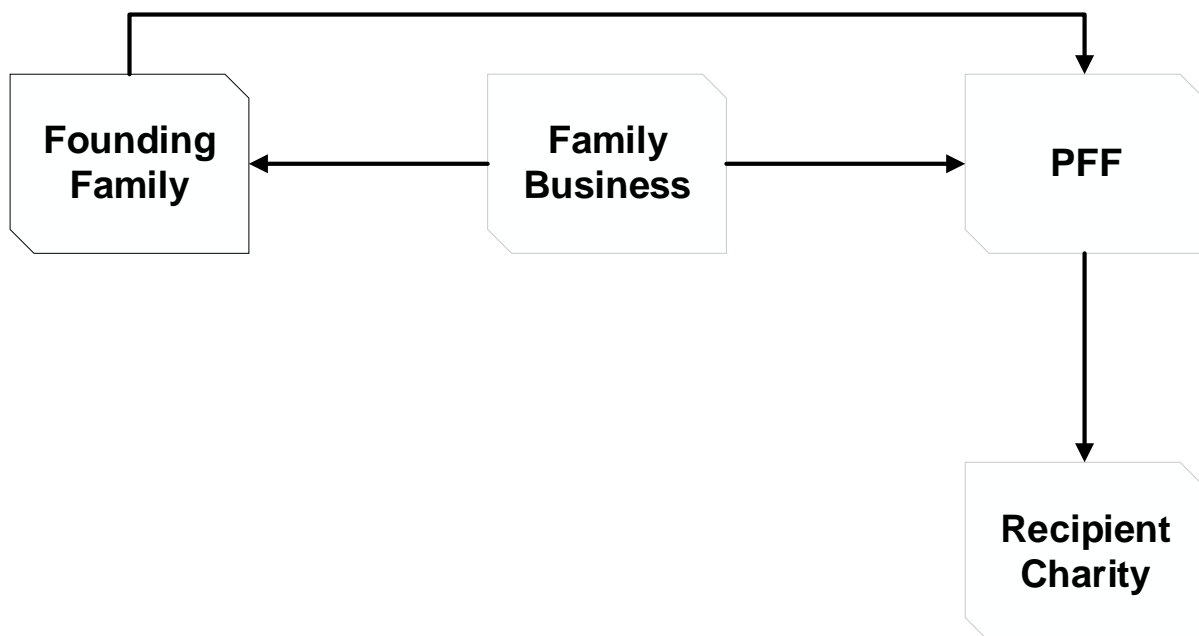 Founding
Family
Family
Business
PFF
Recipient
Charity